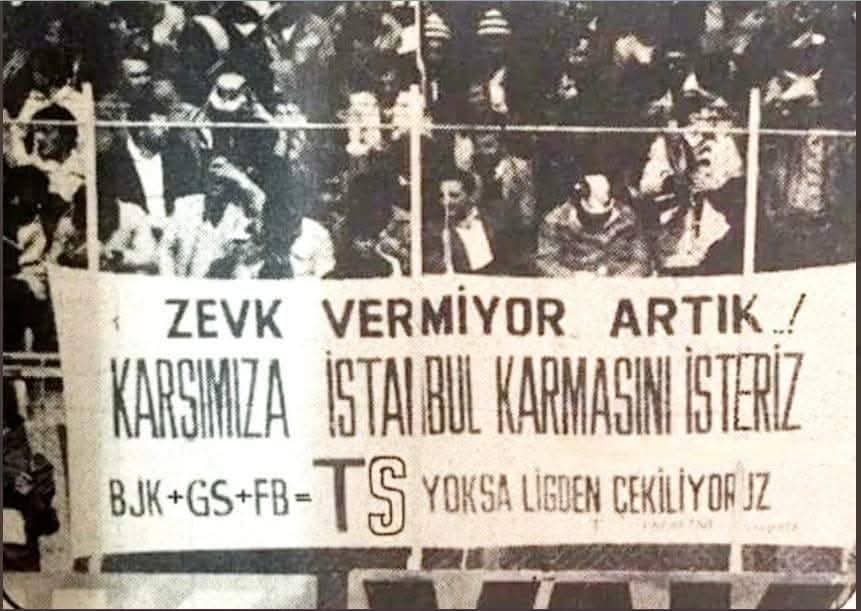 ZEVK VERMİYOR ARTIK..!
KARŞIMIZA İSTANBUL KARMASINI İSTERİZ
BJK+GS+FB=TS YOKSA LİGDEN ÇEKİLİYORUZ